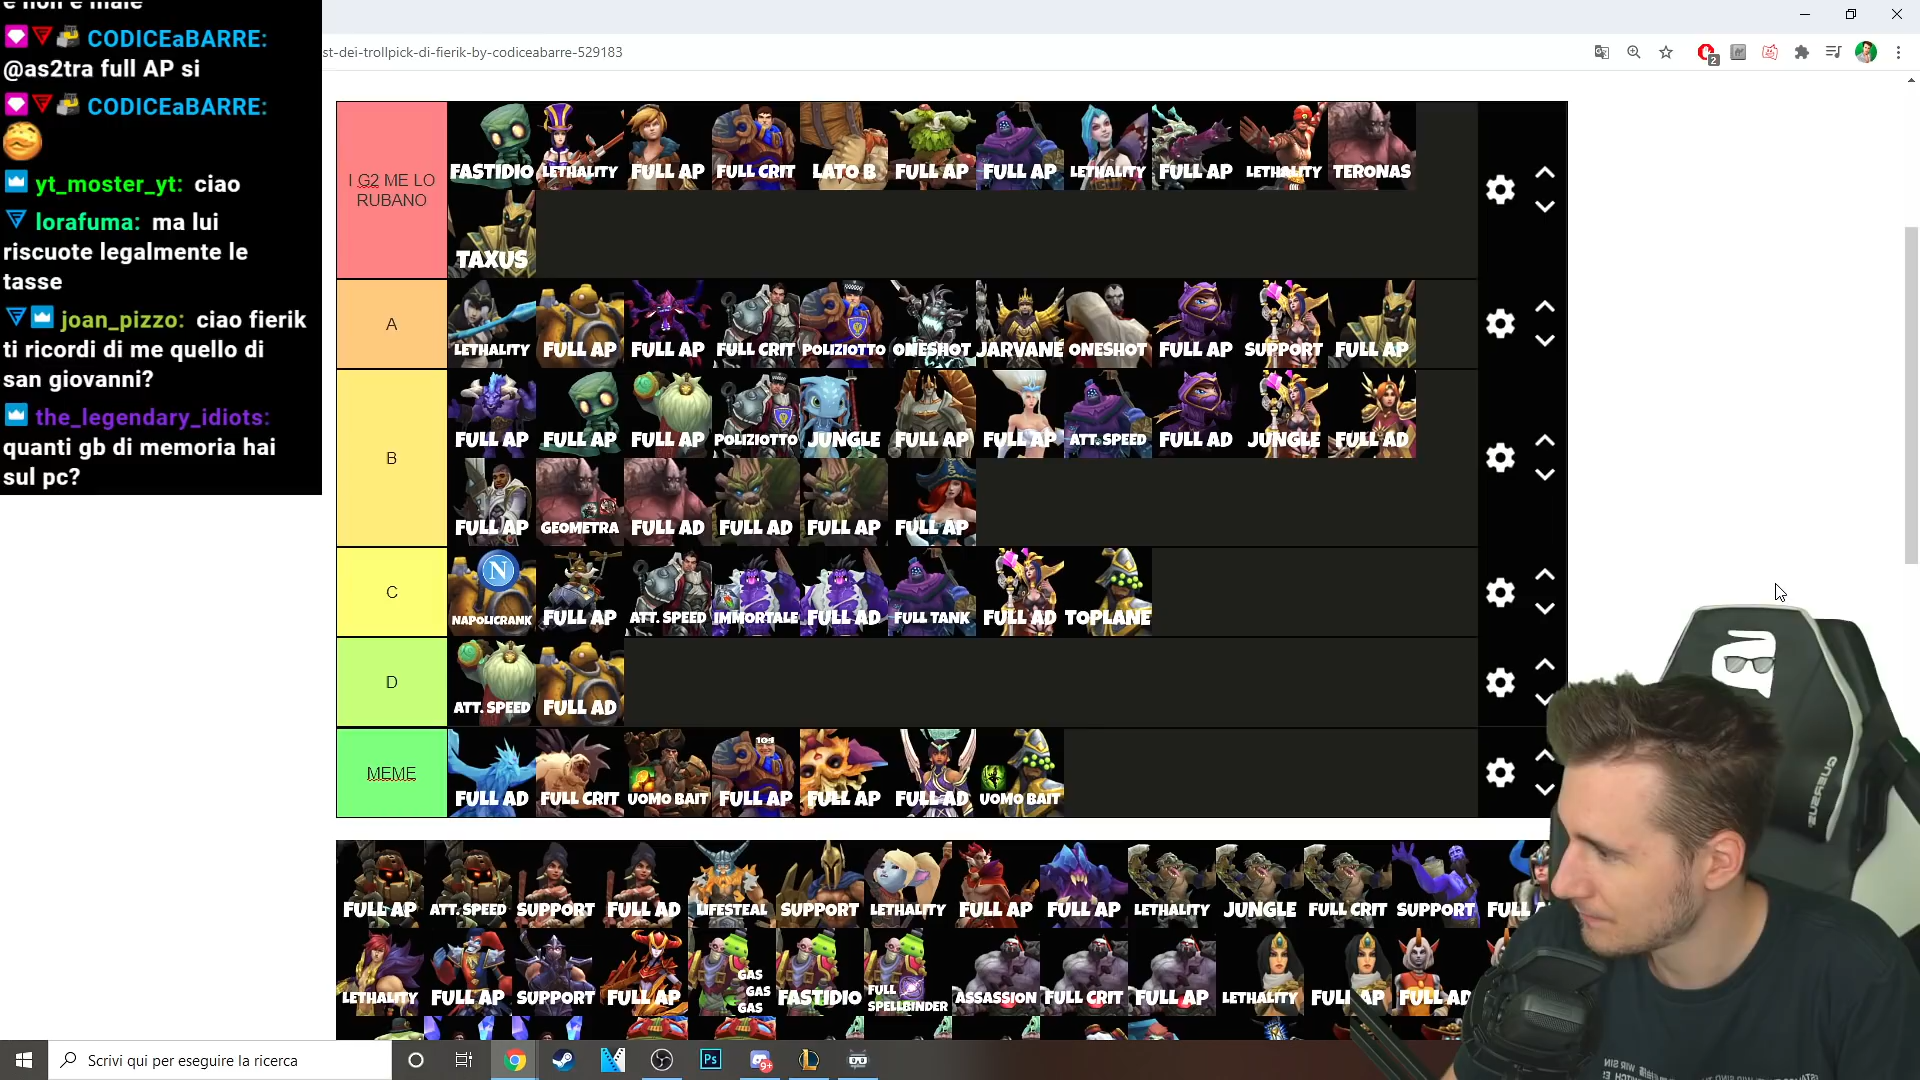 e non è male
CODICEaBARRE:
@as2tra full AP si
CODICEaBARRE:
yt_moster_yt: ciao
lorafuma: ma lui
riscuote legalmente le
tasse
joan_pizzo: ciao fierik
ti ricordi di me quello di
san giovanni?
the_legendary_idiots:
quanti gb di memoria hai
sul pc?
st-dei-trollpick-di-fierik-by-codiceabarre-529183
2
I G2 ME LO
RUBANO
FASTIDIO LETHALITY FULL AP FULL CRIT LATO B FULL AP FULL AP LETHALITY FULL AP LETHALITY TERONAS
TAXUS
A
LETHALITY FULL AP FULL AP FULL CRIT POLIZIOTTO ONESHOT JARVANE ONESHOT FULL AP SUPPORT FULL AP
B
FULL AP FULL AP FULL AP POLIZIOTTO JUNGLE FULL AP FULL AP ATT. SPEED FULL AD JUNGLE FULL AD
FULL AP GEOMETRA FULL AD FULL AD FULL AP FULL AP
C
N
NAPOLICRANK FULL AP ATT. SPEED IMMORTALE FULL AD FULL TANK FULL AD TOPLANE
D
ATT. SPEED FULL AD
MEME
FULL AD FULL CRIT UOMO BAIT FULL AP FULL AP FULL AD UOMO BAIT
FULL AP ATT. SPEED SUPPORT FULL AD LIFESTEAL SUPPORT LETHALITY FULL AP FULL AP LETHALITY JUNGLE FULL CRIT SUPPORT FULL
LETHALITY FULL AP SUPPORT FULL AP GAS GAS GAS FASTIDIO FULL SPELLBINDER ASSASSION FULL CRIT FULL AP LETHALITY FULL AP FULL AD
Scrivi qui per eseguire la ricerca
Ps
9+